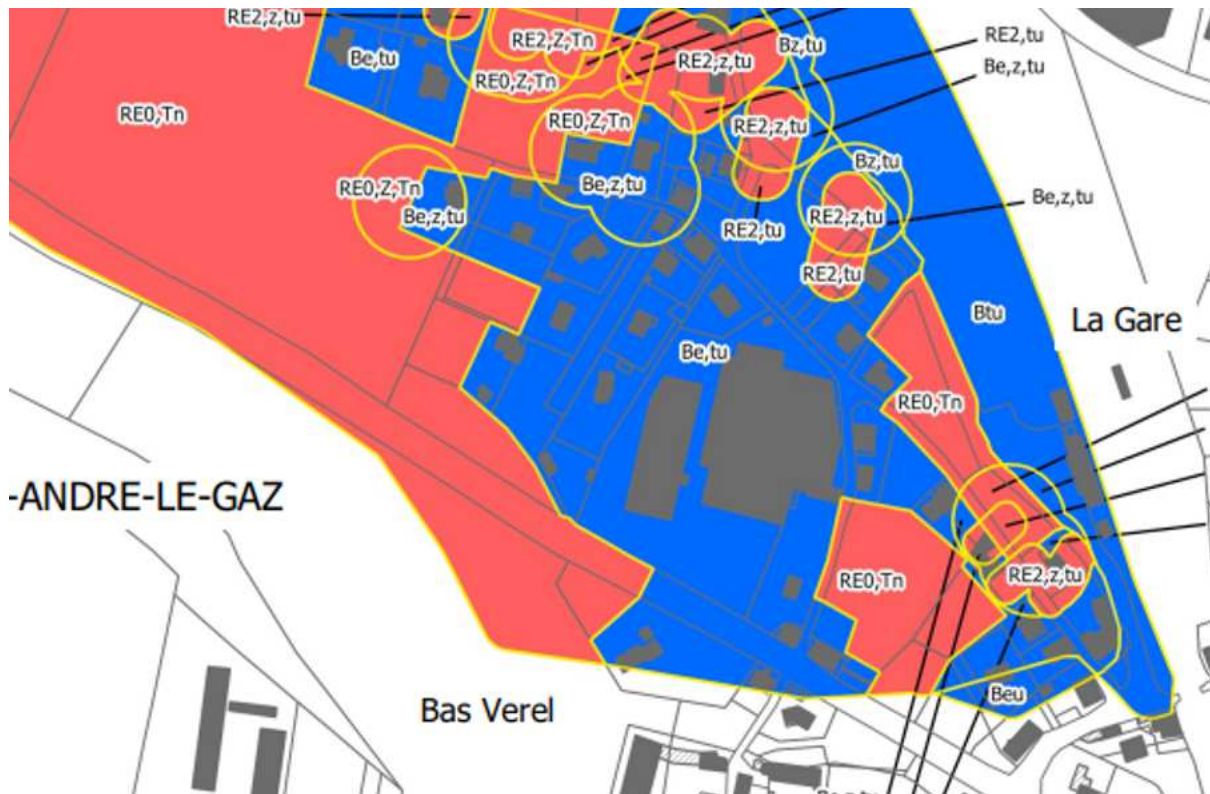 RE2,z,tu
RE2,Z,Tn
Bz,tu
RE2,tu
Be,tu
RE2,z,tu
Be,z,tu
RE0,Z,Tn
RE0,Tn
RE0,Z,Tn
RE2,z,tu
Bz,tu
RE0,Z,Tn
Be,z,tu
Be,z,tu
Be,z,tu
RE2,z,tu
RE2,tu
RE2,tu
Btu
La Gare
Be,tu
RE0,Tn
-ANDRE-LE-GAZ
RE0,Tn
RE2,z,tu
Beu
Bas Verel
Be,z,tu